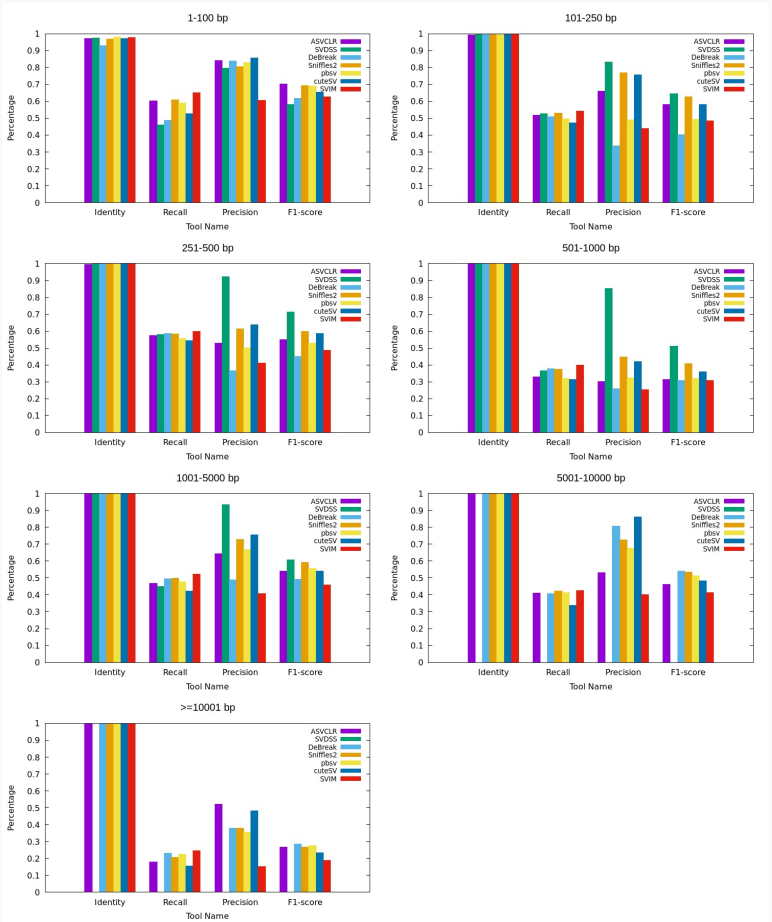 1-100 bp
Percentage
1
0.9
0.8
0.7
0.6
0.5
0.4
0.3
0.2
0.1
0
ASVCLR
SVDSS
DeBreak
Sniffles2
pbsv
cuteSV
SVIM
Identity Recall Precision F1-score
Tool Name
101-250 bp
Percentage
1
0.9
0.8
0.7
0.6
0.5
0.4
0.3
0.2
0.1
0
ASVCLR
SVDSS
DeBreak
Sniffles2
pbsv
cuteSV
SVIM
Identity Recall Precision F1-score
Tool Name
251-500 bp
Percentage
1
0.9
0.8
0.7
0.6
0.5
0.4
0.3
0.2
0.1
0
ASVCLR
SVDSS
DeBreak
Sniffles2
pbsv
cuteSV
SVIM
Identity Recall Precision F1-score
Tool Name
501-1000 bp
Percentage
1
0.9
0.8
0.7
0.6
0.5
0.4
0.3
0.2
0.1
0
ASVCLR
SVDSS
DeBreak
Sniffles2
pbsv
cuteSV
SVIM
Identity Recall Precision F1-score
Tool Name
1001-5000 bp
Percentage
1
0.9
0.8
0.7
0.6
0.5
0.4
0.3
0.2
0.1
0
ASVCLR
SVDSS
DeBreak
Sniffles2
pbsv
cuteSV
SVIM
Identity Recall Precision F1-score
Tool Name
5001-10000 bp
Percentage
1
0.9
0.8
0.7
0.6
0.5
0.4
0.3
0.2
0.1
0
ASVCLR
SVDSS
DeBreak
Sniffles2
pbsv
cuteSV
SVIM
Identity Recall Precision F1-score
Tool Name
>=10001 bp
Percentage
1
0.9
0.8
0.7
0.6
0.5
0.4
0.3
0.2
0.1
0
ASVCLR
SVDSS
DeBreak
Sniffles2
pbsv
cuteSV
SVIM
Identity Recall Precision F1-score
Tool Name